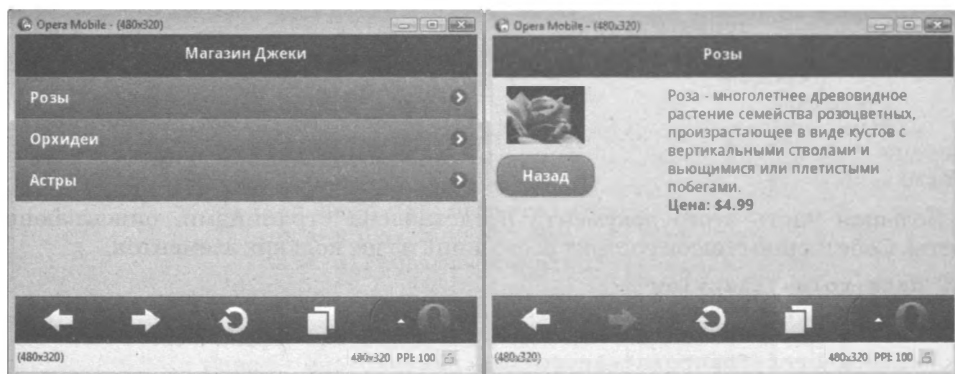 Opera Mobile - (480x320)
Магазин Джеки
Розы
Орхидеи
Астры
(480x320)
480x320 PPI: 100
Opera Mobile - (480x320)
Розы
Роза - многолетнее древовидное
растение семейства розоцветных,
произрастающее в виде кустов с
вертикальными стволами и
вьющимися или плетистыми
побегами.
Цена: $4.99
Назад
(480x320)
480x320 PPI: 100